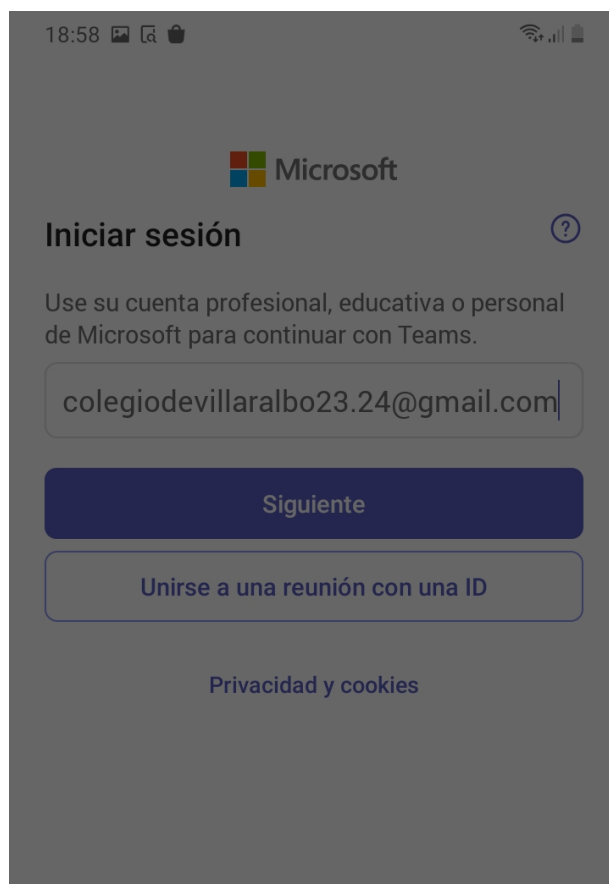 18:58
Microsoft
Iniciar sesión
?
Use su cuenta profesional, educativa o personal
de Microsoft para continuar con Teams.
colegiodevillaralbo23.24@gmail.com
Siguiente
Unirse a una reunión con una ID
Privacidad y cookies